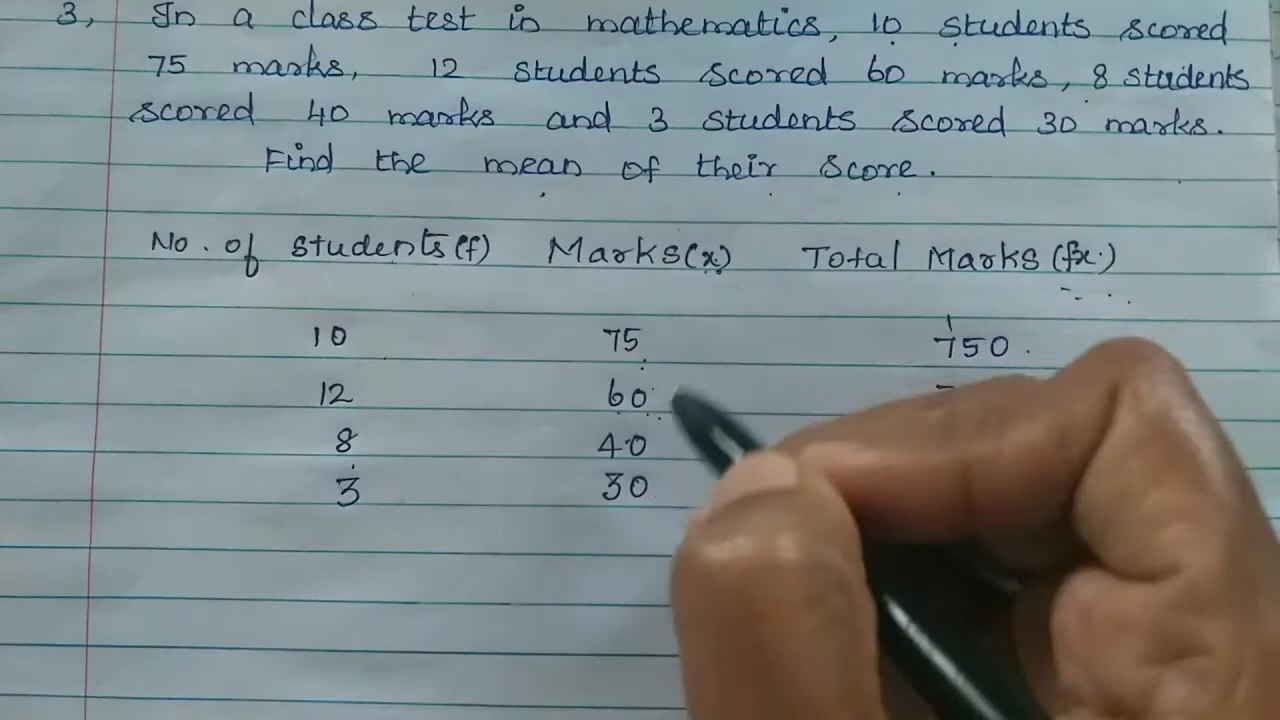 3, In a class test in mathematics, 10 students scored
75 marks, 12 students scored 60 marks, 8 students
scored 40 marks and 3 students scored 30 marks.
Find the mean of their score.
No. of students (f) Marks (x) Total Marks (fx)
10 75 750
12 60
8 40
3 30